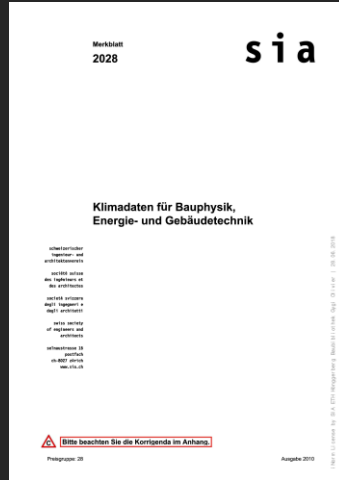 Merkblatt
2028
sia
Klimadaten für Bauphysik,
Energie- und Gebäudetechnik
schweizerischer
ingenieur- und
architektenverein
société suisse
des ingénieurs et
des architectes
società svizzera
degli ingegneri e
degli architetti
swiss society
of engineers and
architects
selnaustrasse 16
postfach
ch-8027 zürich
www.sia.ch
C Bitte beachten Sie die Korrigenda im Anhang.
Preisgruppe: 28
Ausgabe 2010